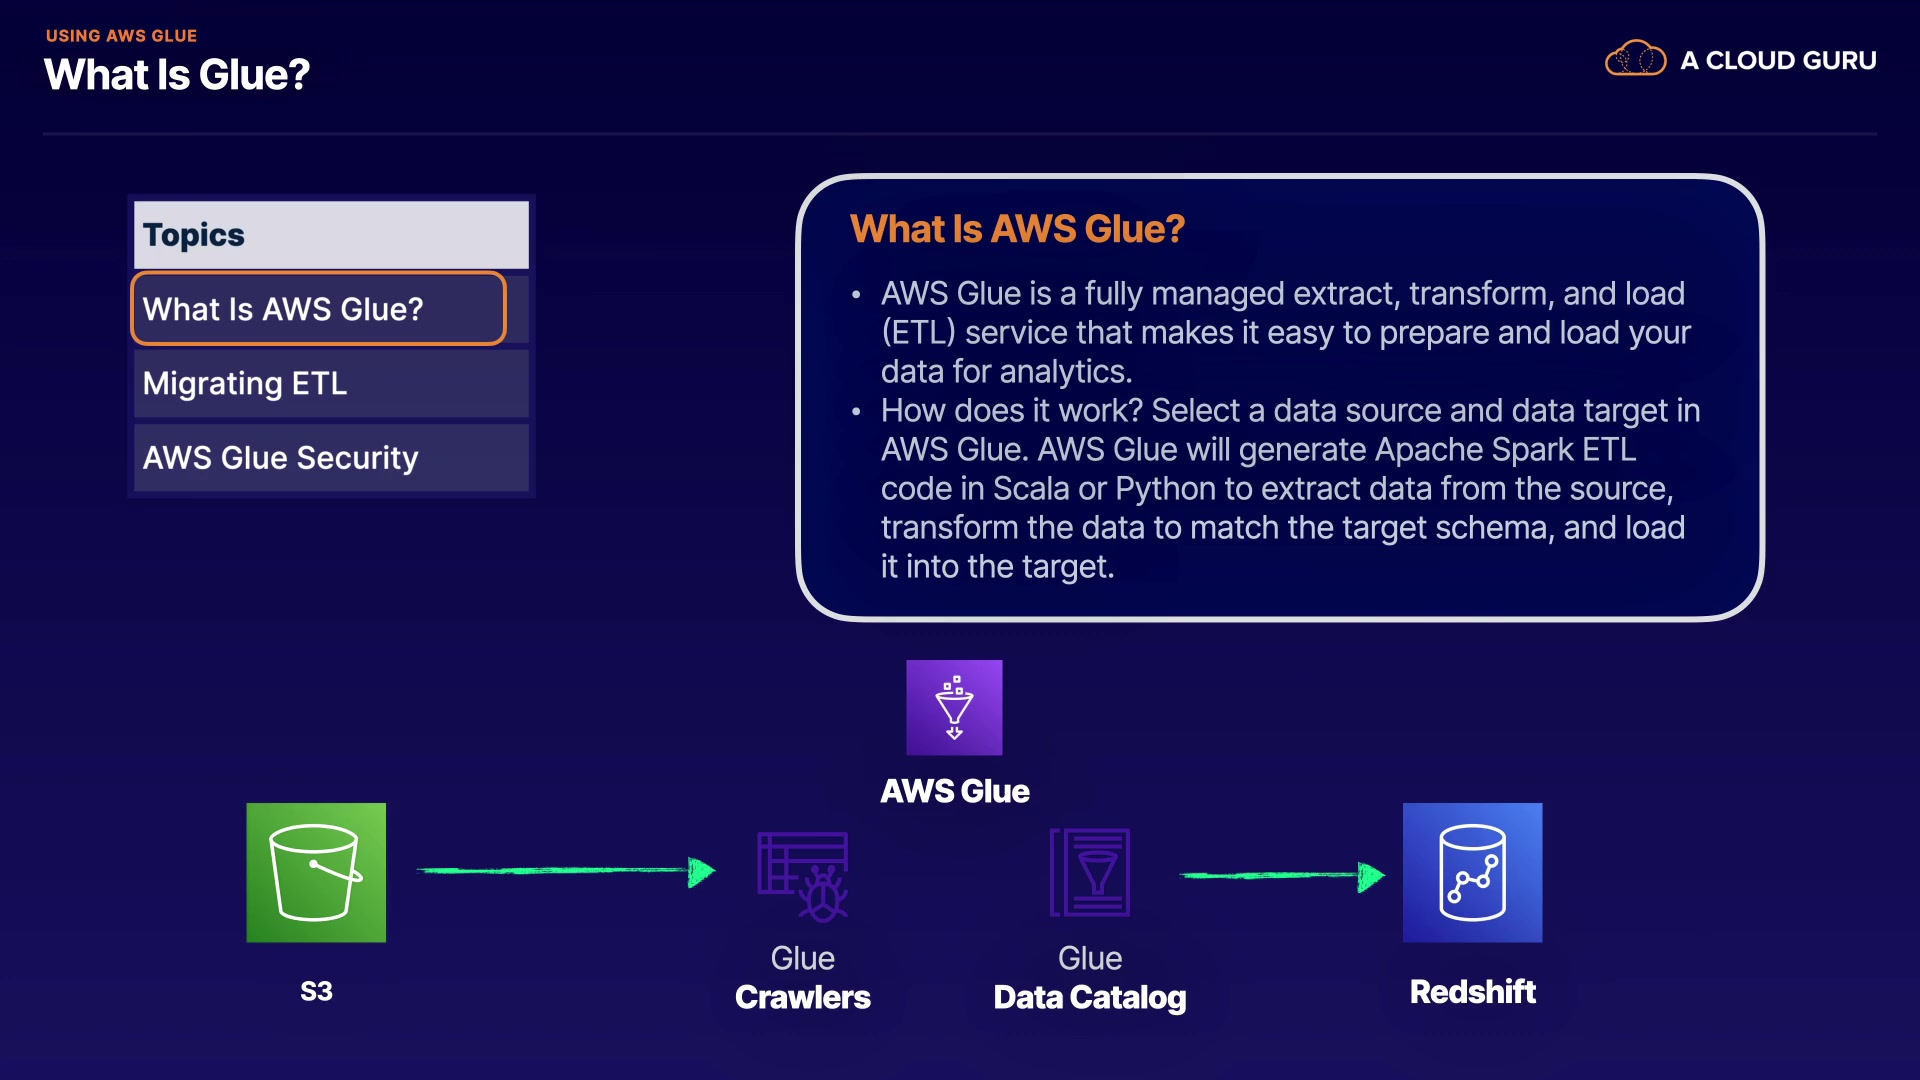 USING AWS GLUE
What Is Glue?
A CLOUD GURU
Topics
What Is AWS Glue?
Migrating ETL
AWS Glue Security
What Is AWS Glue?
• AWS Glue is a fully managed extract, transform, and load
(ETL) service that makes it easy to prepare and load your
data for analytics.
• How does it work? Select a data source and data target in
AWS Glue. AWS Glue will generate Apache Spark ETL
code in Scala or Python to extract data from the source,
transform the data to match the target schema, and load
it into the target.
AWS Glue
S3
Glue
Crawlers
Glue
Data Catalog
Redshift